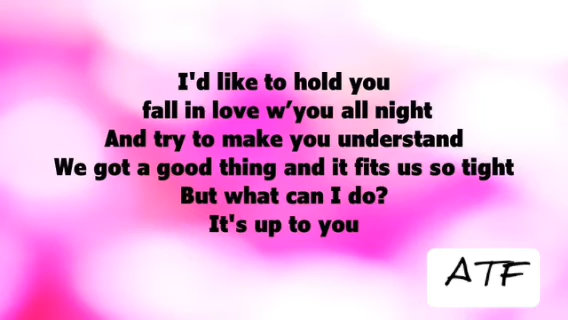 I'd like to hold you
fall in love w’you all night
And try to make you understand
We got a good thing and it fits us so tight
But what can I do?
It's up to you
ATF